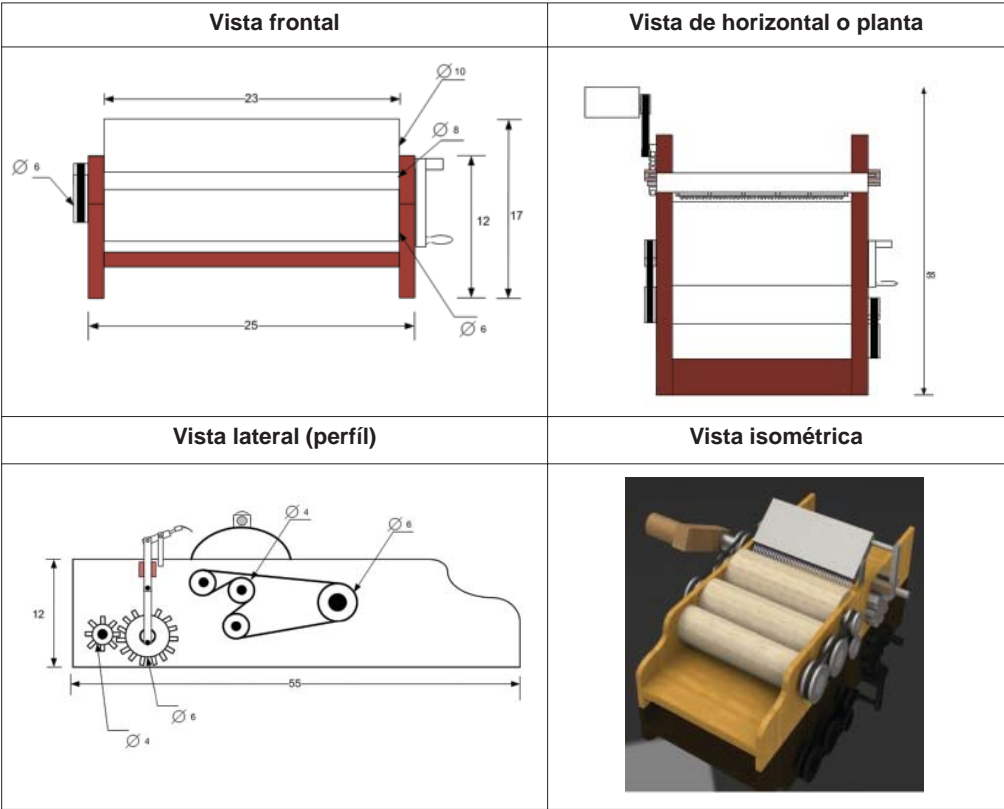 Vista frontal
Vista de horizontal o planta
23
Ø 10
Ø 8
Ø 6
12
17
25
Ø 6
Vista lateral (perfíl)
Vista isométrica
Ø 4
Ø 6
12
55
Ø 6
Ø 4